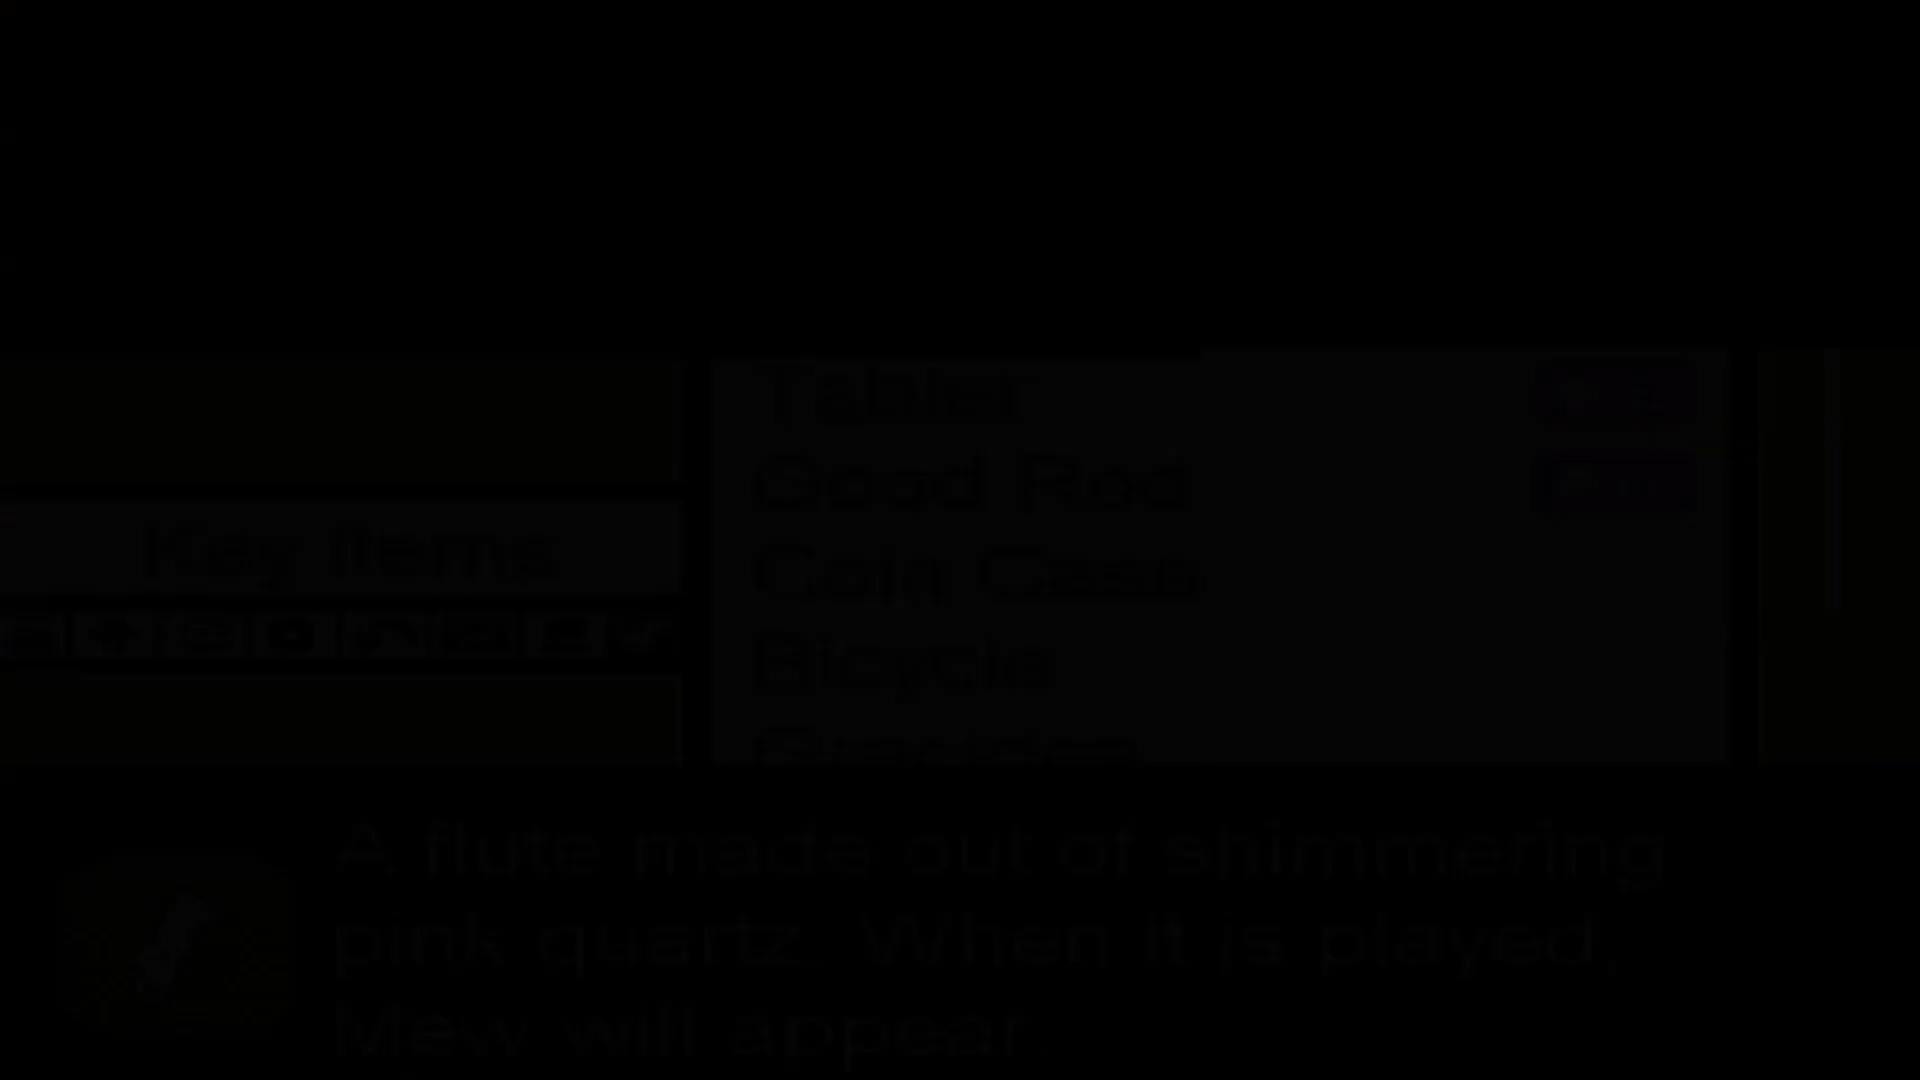 Tablet
Good Rod
Key Items
Coin Case
Bicycle
A flute made out of shimmering
pink quartz. When it is played,
Mew will appear.